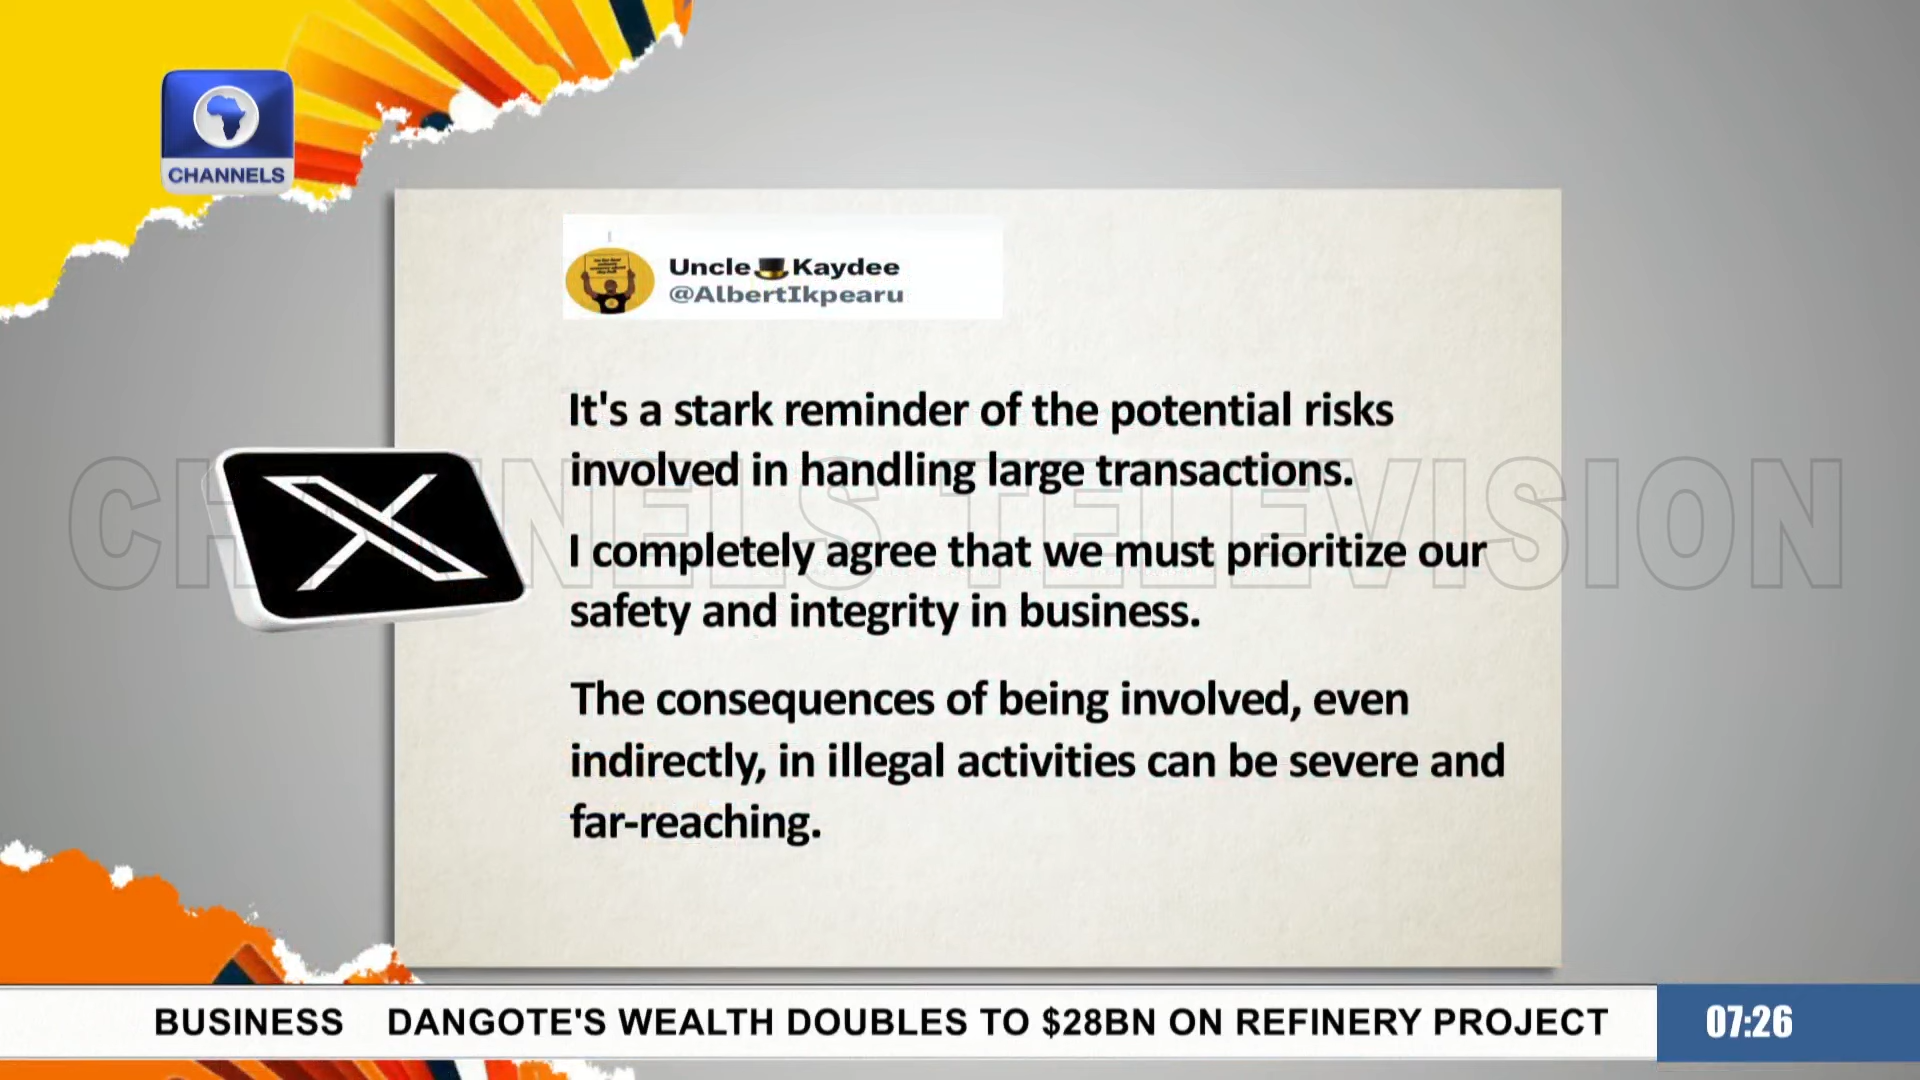 CHANNELS
Uncle🎩Kaydee
@AlbertIkpearu
It's a stark reminder of the potential risks
involved in handling large transactions.
CHANNELS TELEVISION
I completely agree that we must prioritize our
safety and integrity in business.
The consequences of being involved, even
indirectly, in illegal activities can be severe and
far-reaching.
BUSINESS DANGOTE'S WEALTH DOUBLES TO $28BN ON REFINERY PROJECT
07:26